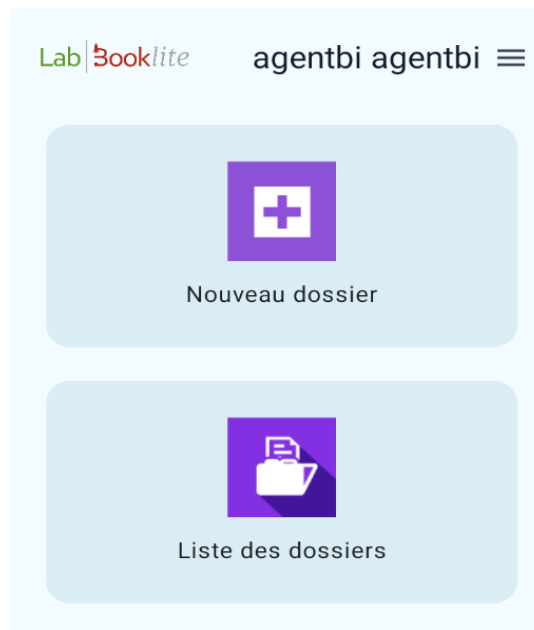 Lab Booklite
agentbi agentbi
Nouveau dossier
Liste des dossiers